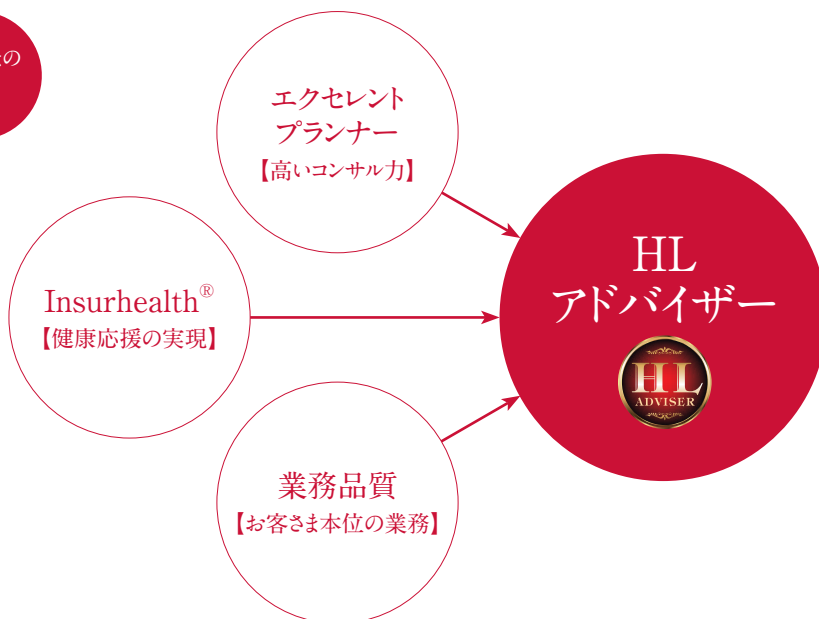 の
エクセレント
プランナー
【高いコンサル力】
Insurhealth®
【健康応援の実現】
業務品質
【お客さま本位の業務】
HL
アドバイザー
HL
ADVISER